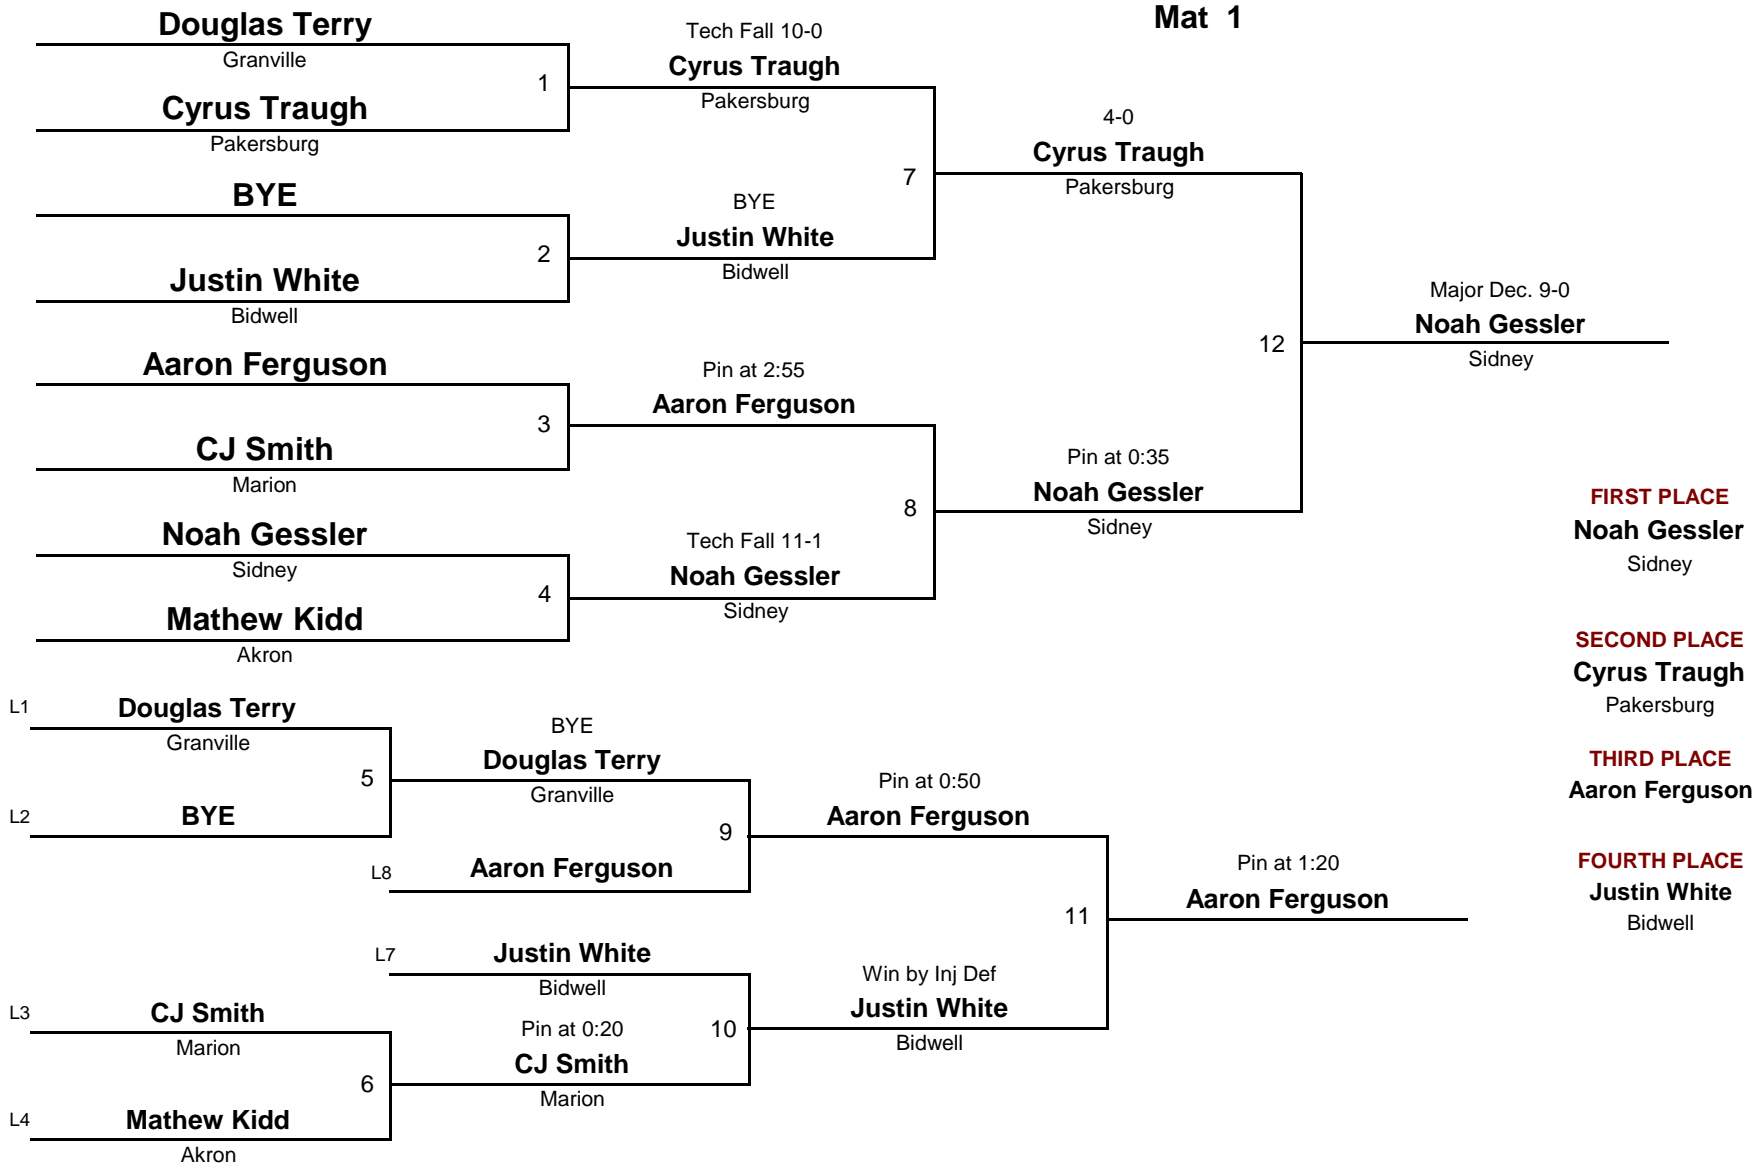 Mat 1
Douglas Terry
Granville
1
Cyrus Traugh
Pakersburg
Tech Fall 10-0
Cyrus Traugh
Pakersburg
BYE
2
Justin White
Bidwell
BYE
Justin White
Bidwell
7
4-0
Cyrus Traugh
Pakersburg
Aaron Ferguson
3
CJ Smith
Marion
Pin at 2:55
Aaron Ferguson
Noah Gessler
Sidney
4
Mathew Kidd
Akron
Tech Fall 11-1
Noah Gessler
Sidney
8
Pin at 0:35
Noah Gessler
Sidney
12
Major Dec. 9-0
Noah Gessler
Sidney
FIRST PLACE
Noah Gessler
Sidney
SECOND PLACE
Cyrus Traugh
Pakersburg
THIRD PLACE
Aaron Ferguson
FOURTH PLACE
Justin White
Bidwell
L1
Douglas Terry
Granville
5
L2
BYE
BYE
Douglas Terry
Granville
9
L8
Aaron Ferguson
Pin at 0:50
Aaron Ferguson
L7
Justin White
Bidwell
L3
CJ Smith
Marion
6
L4
Mathew Kidd
Akron
Pin at 0:20
CJ Smith
Marion
10
Win by Inj Def
Justin White
Bidwell
11
Pin at 1:20
Aaron Ferguson